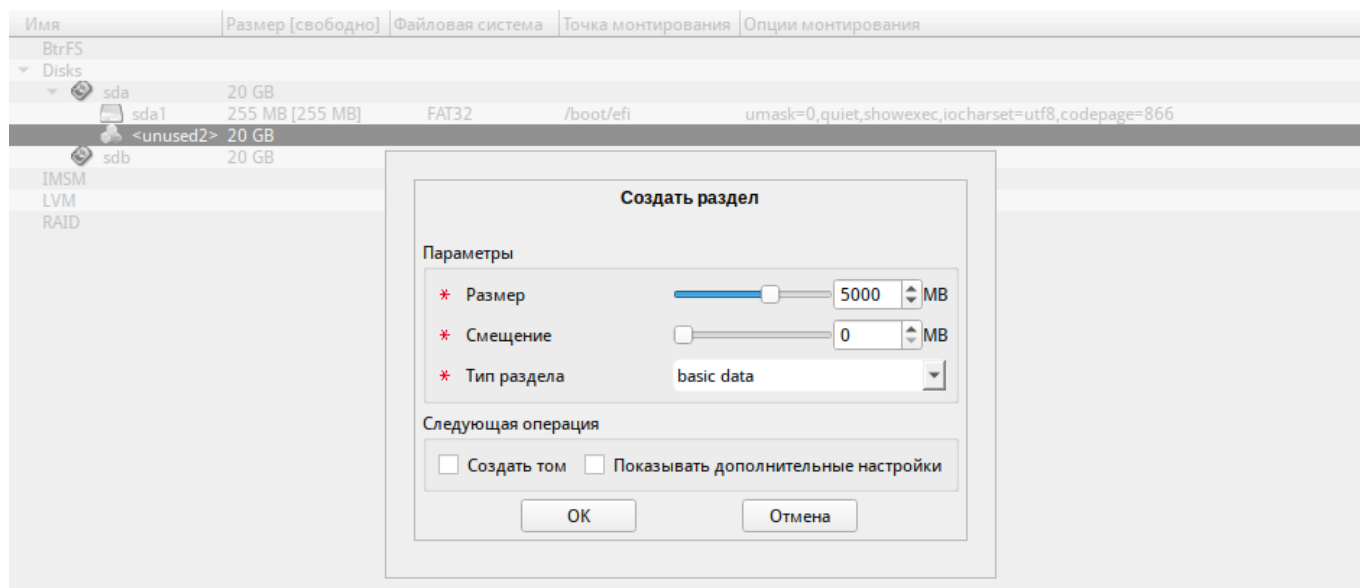 Имя Размер [свободно] Файловая система Точка монтирования Опции монтирования
BtrFS
Disks
sda 20 GB
sda1 255 MB [255 MB] FAT32 /boot/efi umask=0,quiet,showexec,iocharset=utf8,codepage=866
<unused2> 20 GB
sdb 20 GB
IMSM
LVM
RAID
Создать раздел
Параметры
* Размер 5000 MB
* Смещение 0 MB
* Тип раздела basic data
Следующая операция
Создать том Показывать дополнительные настройки
OK Отмена